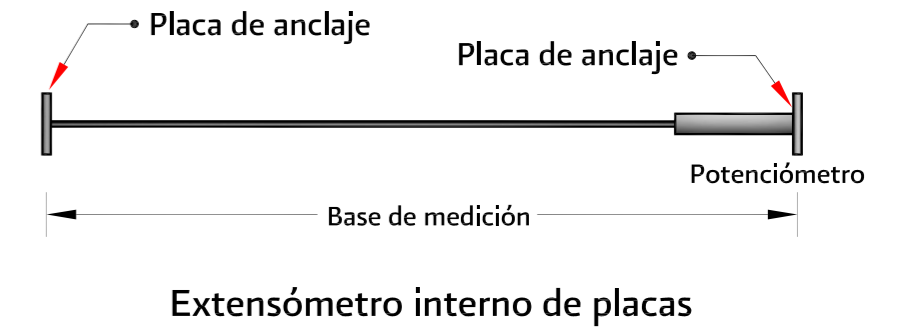 Placa de anclaje
Placa de anclaje
Potenciómetro
Base de medición
Extensómetro interno de placas